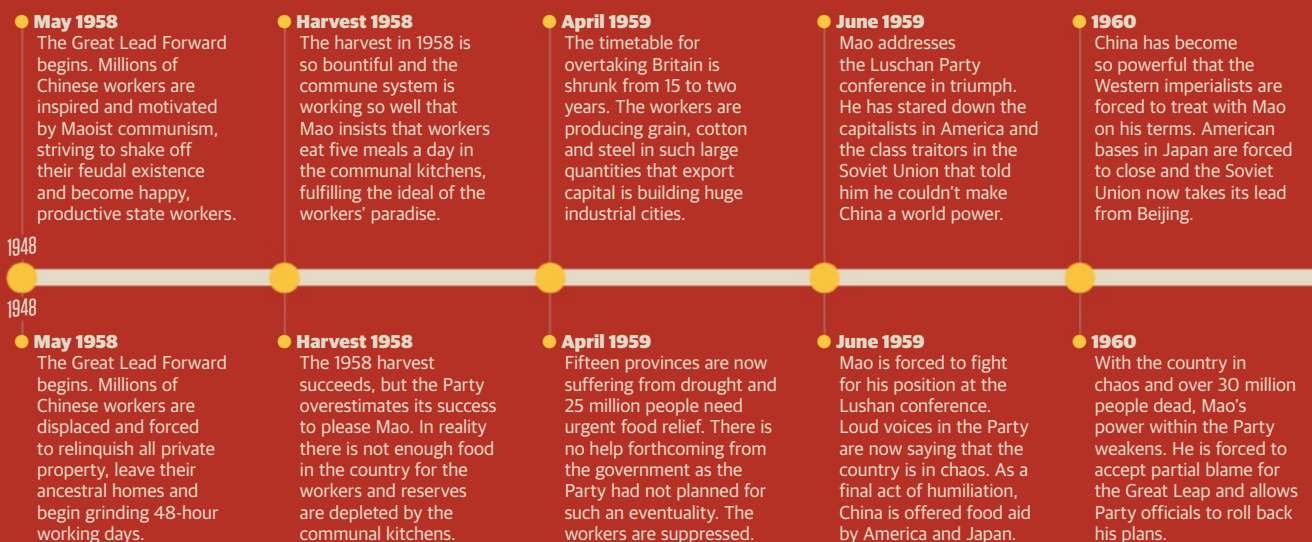 May 1958
The Great Lead Forward
begins. Millions of
Chinese workers are
inspired and motivated
by Maoist communism,
striving to shake off
their feudal existence
and become happy,
productive state workers.
Harvest 1958
The harvest in 1958 is
so bountiful and the
commune system is
working so well that
Mao insists that workers
eat five meals a day in
the communal kitchens,
fulfilling the ideal of the
workers' paradise.
April 1959
The timetable for
overtaking Britain is
shrunk from 15 to two
years. The workers are
producing grain, cotton
and steel in such large
quantities that export
capital is building huge
industrial cities.
June 1959
Mao addresses
the Luschan Party
conference in triumph.
He has stared down the
capitalists in America and
the class traitors in the
Soviet Union that told
him he couldn't make
China a world power.
1960
China has become
so powerful that the
Western imperialists are
forced to treat with Mao
on his terms. American
bases in Japan are forced
to close and the Soviet
Union now takes its lead
from Beijing.
1948
1948
May 1958
The Great Lead Forward
begins. Millions of
Chinese workers are
displaced and forced
to relinquish all private
property, leave their
ancestral homes and
begin grinding 48-hour
working days.
Harvest 1958
The 1958 harvest
succeeds, but the Party
overestimates its success
to please Mao. In reality
there is not enough food
in the country for the
workers and reserves
are depleted by the
communal kitchens.
April 1959
Fifteen provinces are now
suffering from drought and
25 million people need
urgent food relief. There is
no help forthcoming from
the government as the
Party had not planned for
such an eventuality. The
workers are suppressed.
June 1959
Mao is forced to fight
for his position at the
Lushan conference.
Loud voices in the Party
are now saying that the
country is in chaos. As a
final act of humiliation,
China is offered food aid
by America and Japan.
1960
With the country in
chaos and over 30 million
people dead, Mao's
power within the Party
weakens. He is forced to
accept partial blame for
the Great Leap and allows
Party officials to roll back
his plans.